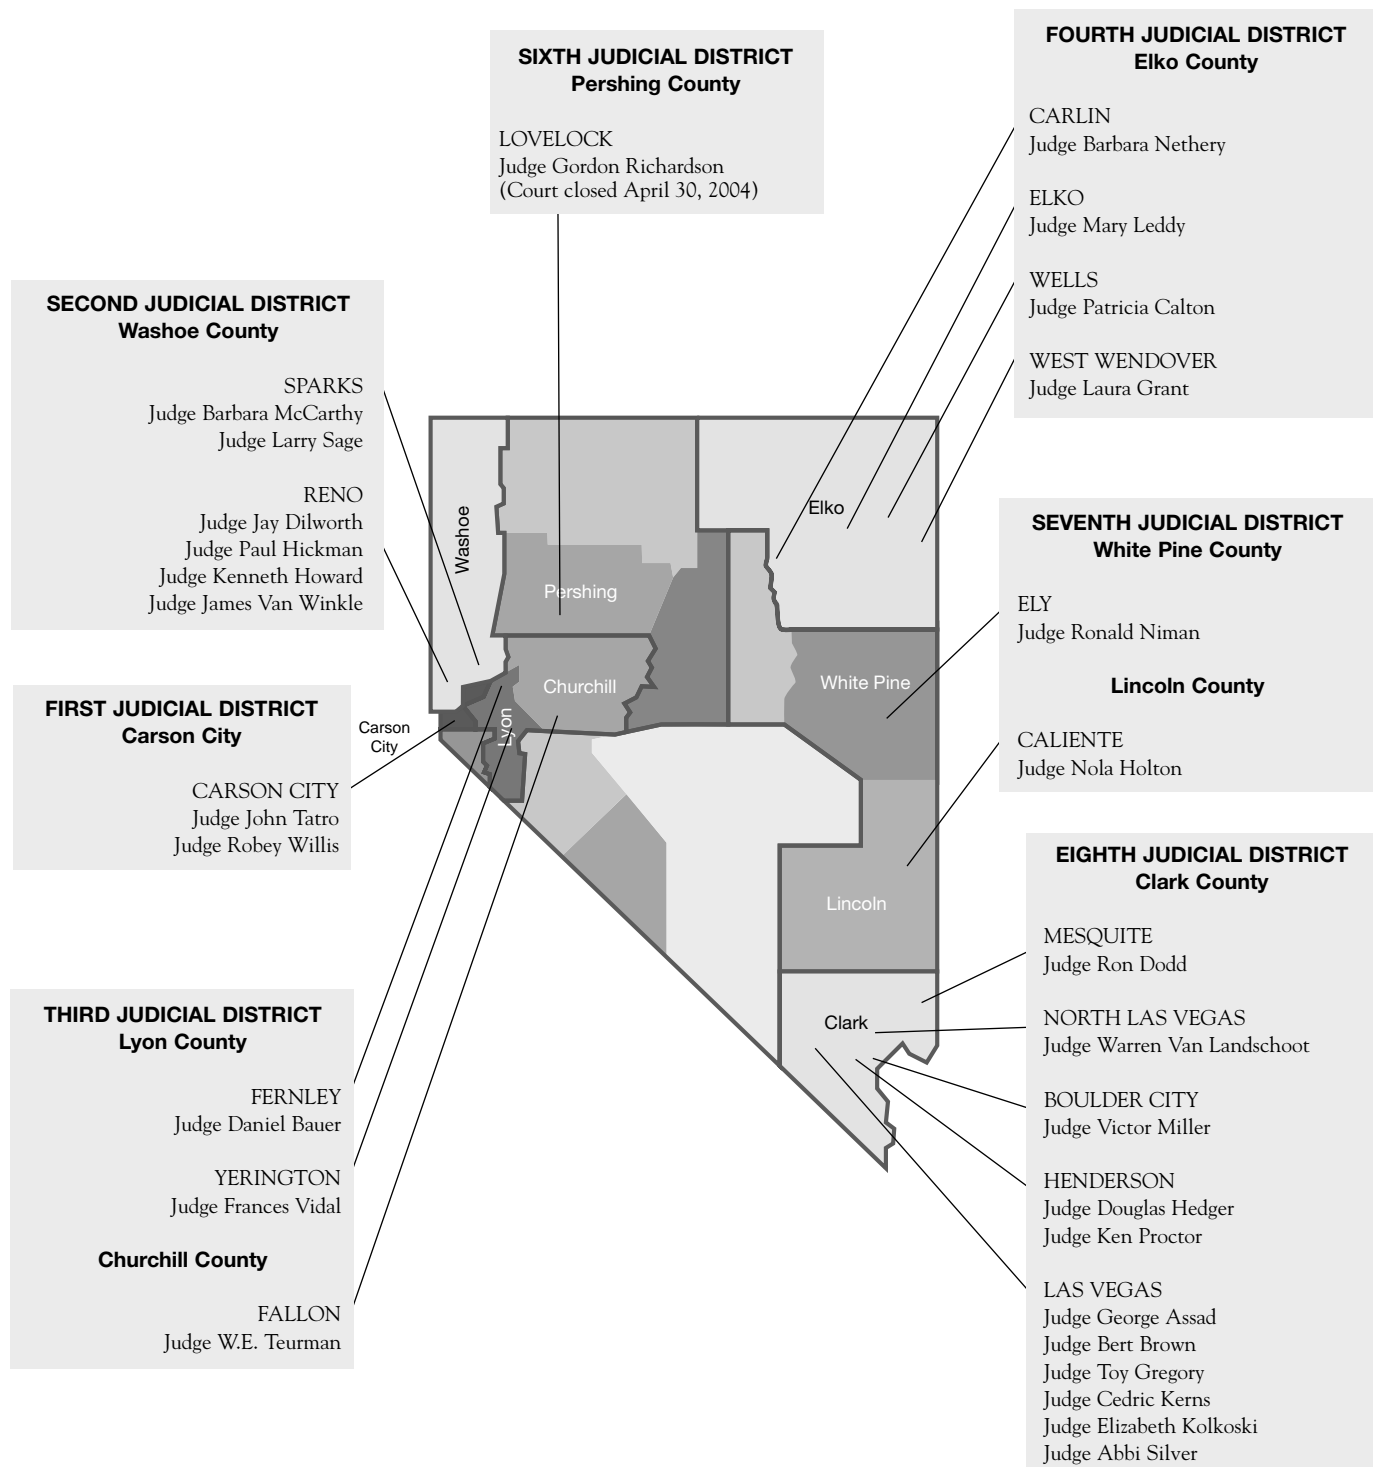 SIXTH JUDICIAL DISTRICT
Pershing County
LOVELOCK
Judge Gordon Richardson
(Court closed April 30, 2004)
FOURTH JUDICIAL DISTRICT
Elko County
CARLIN
Judge Barbara Nethery
ELKO
Judge Mary Leddy
WELLS
Judge Patricia Calton
WEST WENDOVER
Judge Laura Grant
SECOND JUDICIAL DISTRICT
Washoe County
SPARKS
Judge Barbara McCarthy
Judge Larry Sage
RENO
Judge Jay Dilworth
Judge Paul Hickman
Judge Kenneth Howard
Judge James Van Winkle
SEVENTH JUDICIAL DISTRICT
White Pine County
ELY
Judge Ronald Niman
Lincoln County
CALIENTE
Judge Nola Holton
FIRST JUDICIAL DISTRICT
Carson City
CARSON CITY
Judge John Tatro
Judge Robey Willis
Washoe
Elko
Pershing
Churchill
White Pine
Lyon
Carson
City
Lincoln
Clark
THIRD JUDICIAL DISTRICT
Lyon County
FERNLEY
Judge Daniel Bauer
YERINGTON
Judge Frances Vidal
Churchill County
FALLON
Judge W.E. Teurman
EIGHTH JUDICIAL DISTRICT
Clark County
MESQUITE
Judge Ron Dodd
NORTH LAS VEGAS
Judge Warren Van Landschoot
BOULDER CITY
Judge Victor Miller
HENDERSON
Judge Douglas Hedger
Judge Ken Proctor
LAS VEGAS
Judge George Assad
Judge Bert Brown
Judge Toy Gregory
Judge Cedric Kerns
Judge Elizabeth Kolkoski
Judge Abbi Silver